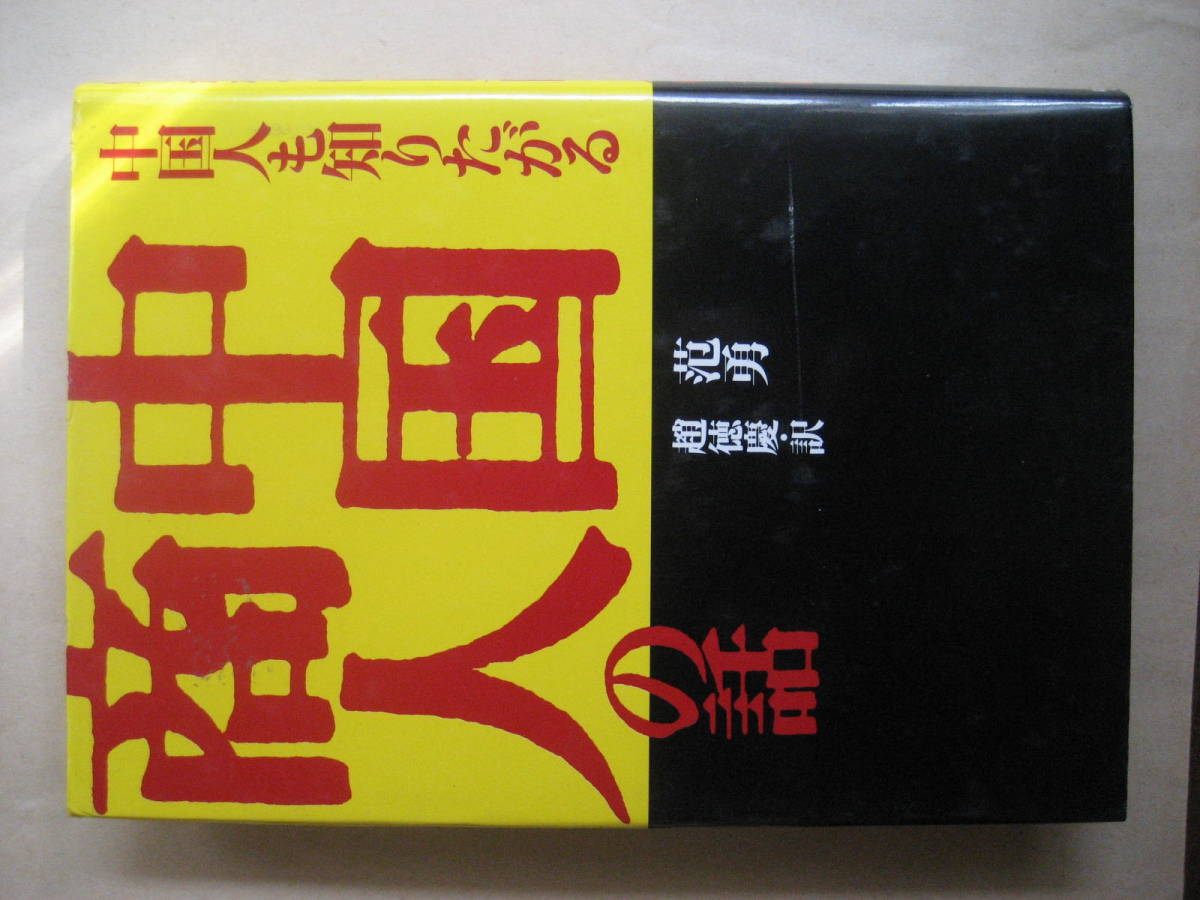 中国人も知りたがる
中国
商人の話
范勇
趙徳慶・訳